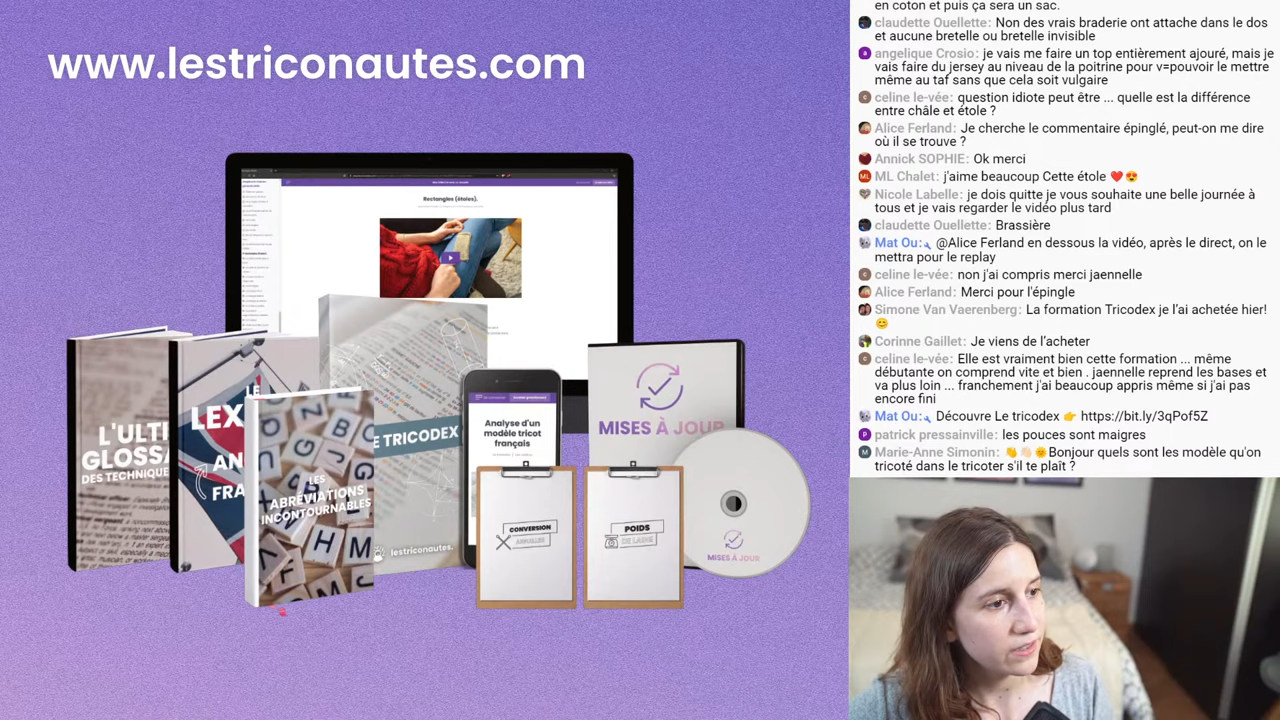 www.lestriconautes.com
Rectangles (étoles).
L'ULTI
GLOSSA
DES TECHNIQUE
LE
LEX
AN
FRA
LES
ABRÉVIATIONS
INCONTOURNABLES
E TRICODEX
lestriconautes.
Analyse d'un
modèle tricot
français
CONVERSION
AIGUILLES
POIDS
DE LAINE
MISES À JOUR
MISES À JOUR
en coton et puis ça sera un sac.
claudette Ouellette: Non des vrais braderie ont attache dans le dos
et aucune bretelle ou bretelle invisible
angelique Crosio: je vais me faire un top entièrement ajouré, mais je
vais faire du jersey au niveau de la poitrine pour v=pouvoir le mettre
même au taf sans que cela soit vulgaire
celine le-vée: question idiote peut être ... quelle est la différence
entre châle et étole ?
Alice Ferland: Je cherche le commentaire épinglé, peut-on me dire
où il se trouve ?
Annick SOPHIE: Ok merci
ML Chalet: J'aime beaucoup Cette étole ❤️😍
Nicole Labelle: je dois quitter je vous souhaite une belle journée à
tous et je vais regarder le vidéo plus tard
claudette Ouellette: Brassière
Mat Ou: Alice Ferland en dessous la vidéo, après le direct, on le
mettra pour le replay
celine le-vée: oui j'ai compris merci jaennelle
Alice Ferland: Merci pour l'amicale
Simone Vandeierenberg: La formation Tricodex je l'ai achetée hier!
😊
Corinne Gaillet: Je viens de l'acheter
celine le-vée: Elle est vraiment bien cette formation ... même
débutante on comprend vite et bien . jaennelle reprend les bases et
va plus loin ... franchement j'ai beaucoup appris meme si j'ai pas
encore fini
Mat Ou: Découvre Le tricodex 👉 https://bit.ly/3qPof5Z
patrick pressainville: les pouces sont maigres
Marie-Anne Simonin: 👏👏🏻☀️Bonjour quels sont les modèles qu'on
tricote dans le tricoter s'il te plaît ?